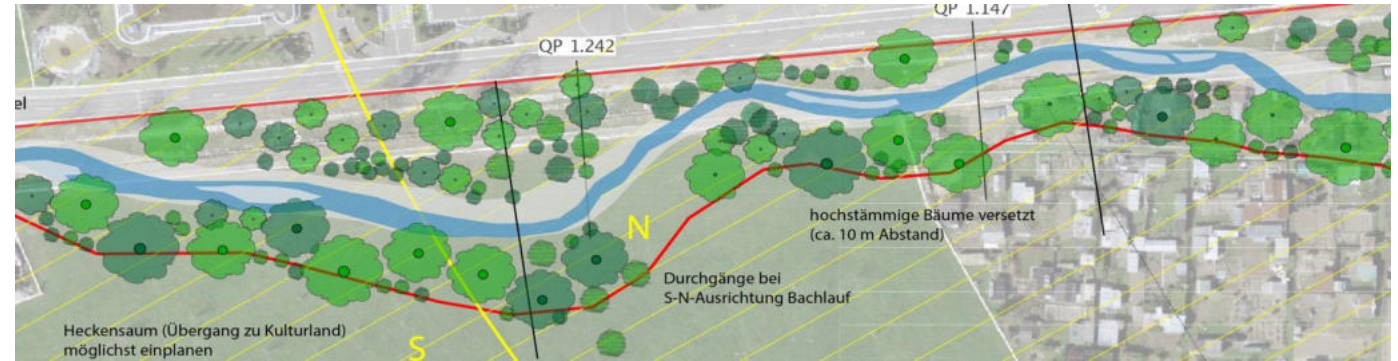 QP 1.147
QP 1.242
el
N
hochstämmige Bäume versetzt
(ca. 10 m Abstand)
Durchgänge bei
S-N-Ausrichtung Bachlauf
Heckensaum (Übergang zu Kulturland)
möglichst einplanen
S